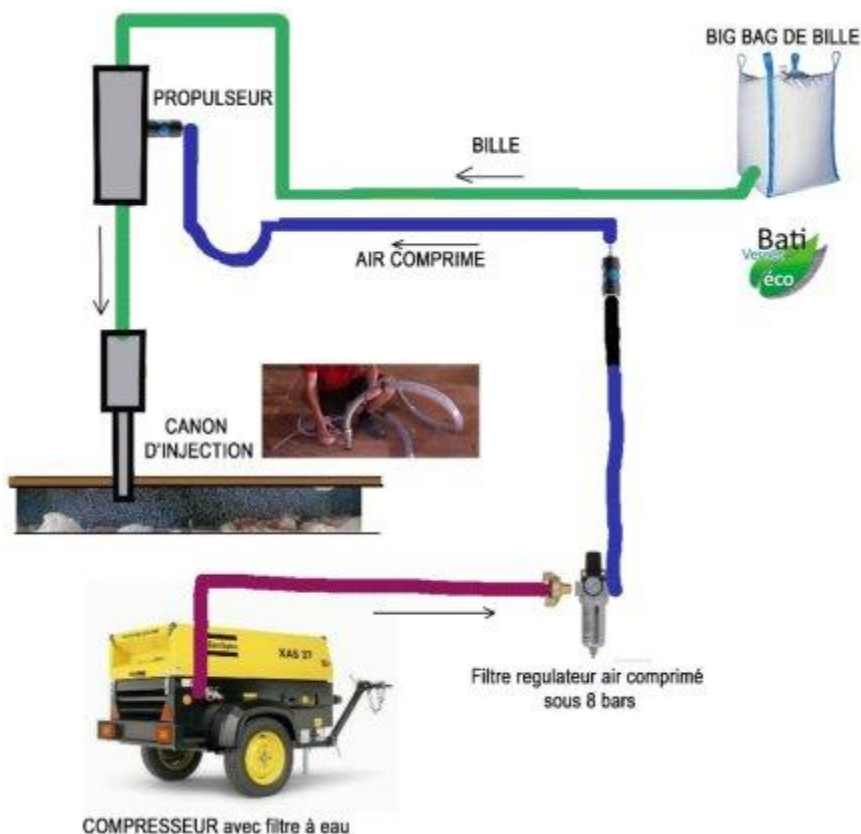 BIG BAG DE BILLE
PROPULSEUR
BILLE
AIR COMPRIME
Bati
éco
CANON
D'INJECTION
XAS 37
Filtre regulateur air comprimé
sous 8 bars
COMPRESSEUR avec filtre à eau